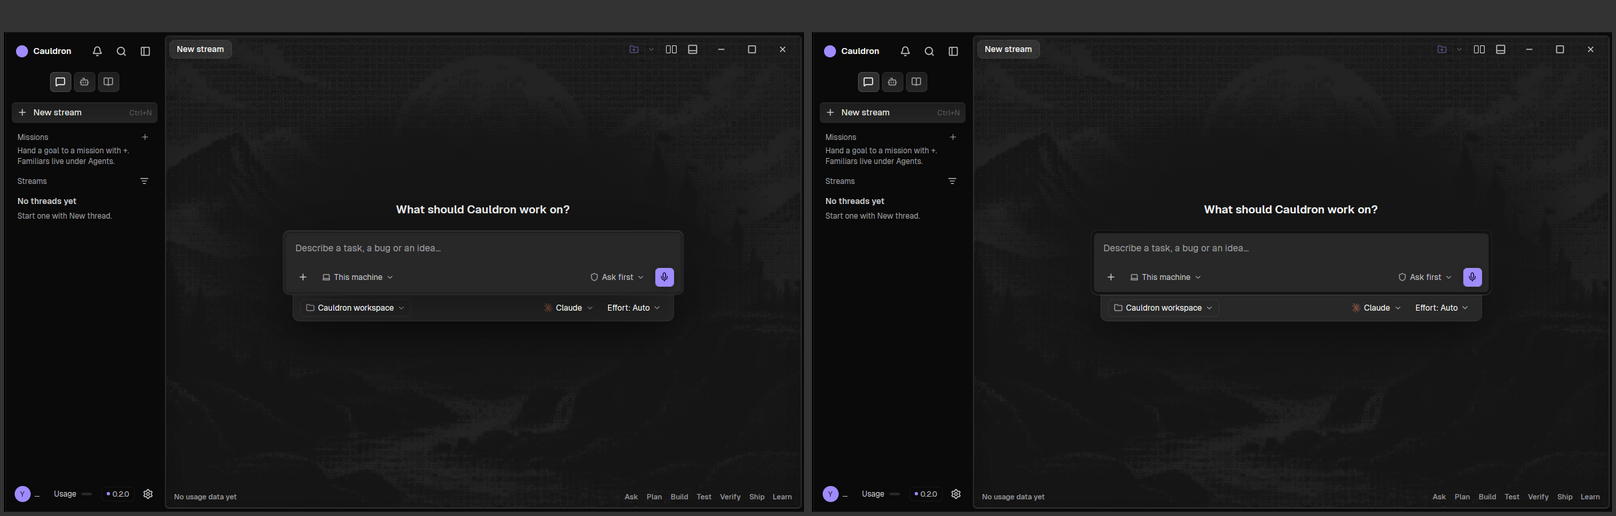 Cauldron
New stream
New stream Ctrl+N
Missions
Hand a goal to a mission with +.
Familiars live under Agents.
Streams
No threads yet
Start one with New thread.
What should Cauldron work on?
Describe a task, a bug or an idea...
This machine Ask first
Cauldron workspace Claude Effort: Auto
Y ... Usage 0.2.0
No usage data yet Ask Plan Build Test Verify Ship Learn
Cauldron
New stream
New stream Ctrl+N
Missions
Hand a goal to a mission with +.
Familiars live under Agents.
Streams
No threads yet
Start one with New thread.
What should Cauldron work on?
Describe a task, a bug or an idea...
This machine Ask first
Cauldron workspace Claude Effort: Auto
Y ... Usage 0.2.0
No usage data yet Ask Plan Build Test Verify Ship Learn